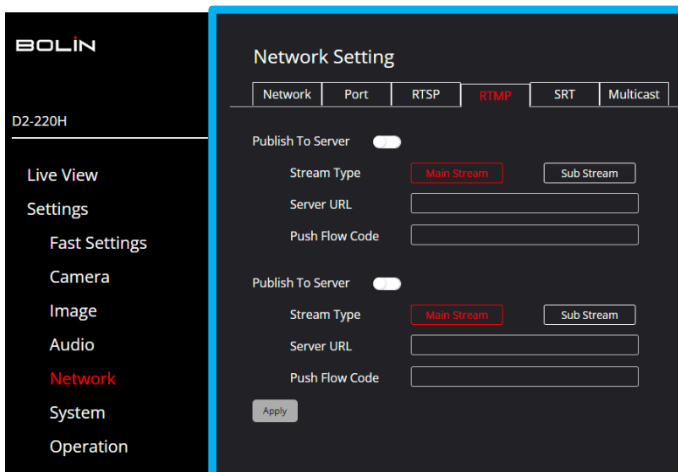 BOLIN
D2-220H
Live View
Settings
Fast Settings
Camera
Image
Audio
Network
System
Operation
Network Setting
Network Port RTSP RTMP SRT Multicast
Publish To Server
Stream Type Main Stream Sub Stream
Server URL
Push Flow Code
Publish To Server
Stream Type Main Stream Sub Stream
Server URL
Push Flow Code
Apply